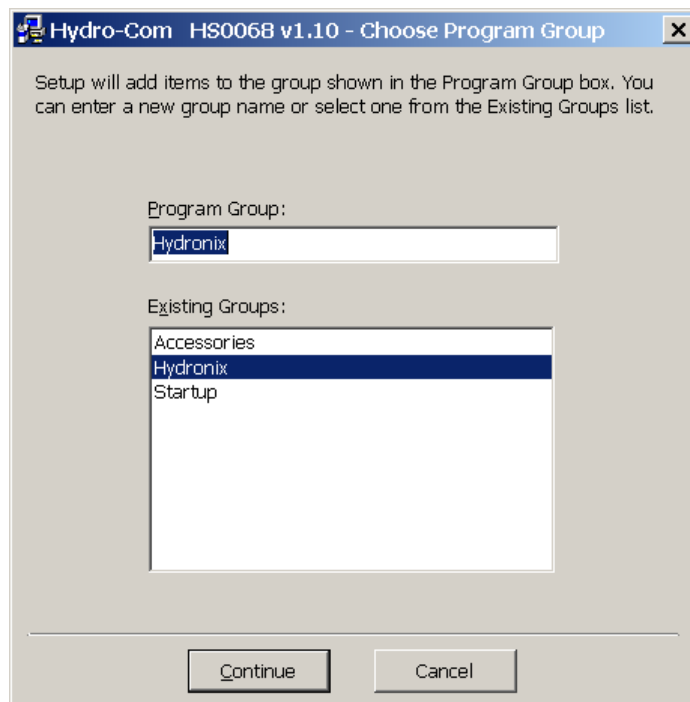 Hydro-Com   HS0068 v1.10 - Choose Program Group
Setup will add items to the group shown in the Program Group box. You
can enter a new group name or select one from the Existing Groups list.
Program Group:
Hydronix
Existing Groups:
Accessories
Hydronix
Startup
Continue
Cancel